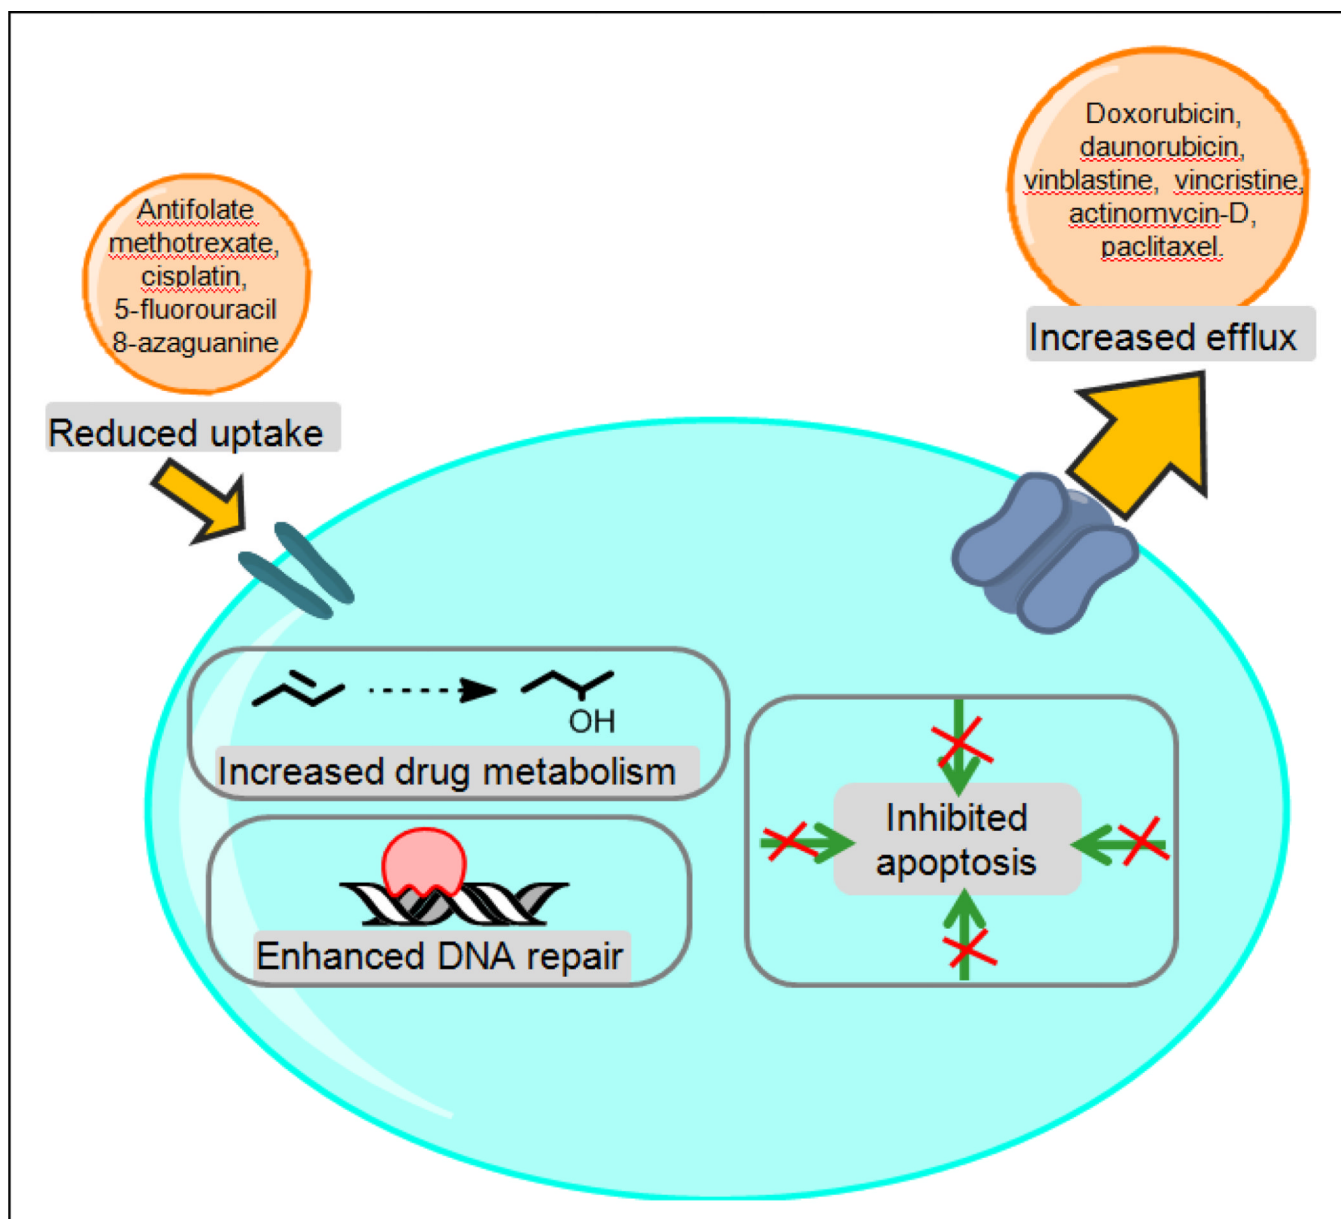 Antifolate
methotrexate,
cisplatin,
5-fluorouracil
8-azaguanine
Reduced uptake
Doxorubicin,
daunorubicin,
vinblastine, vincristine,
actinomycin-D,
paclitaxel.
Increased efflux
OH
Increased drug metabolism
Enhanced DNA repair
Inhibited
apoptosis